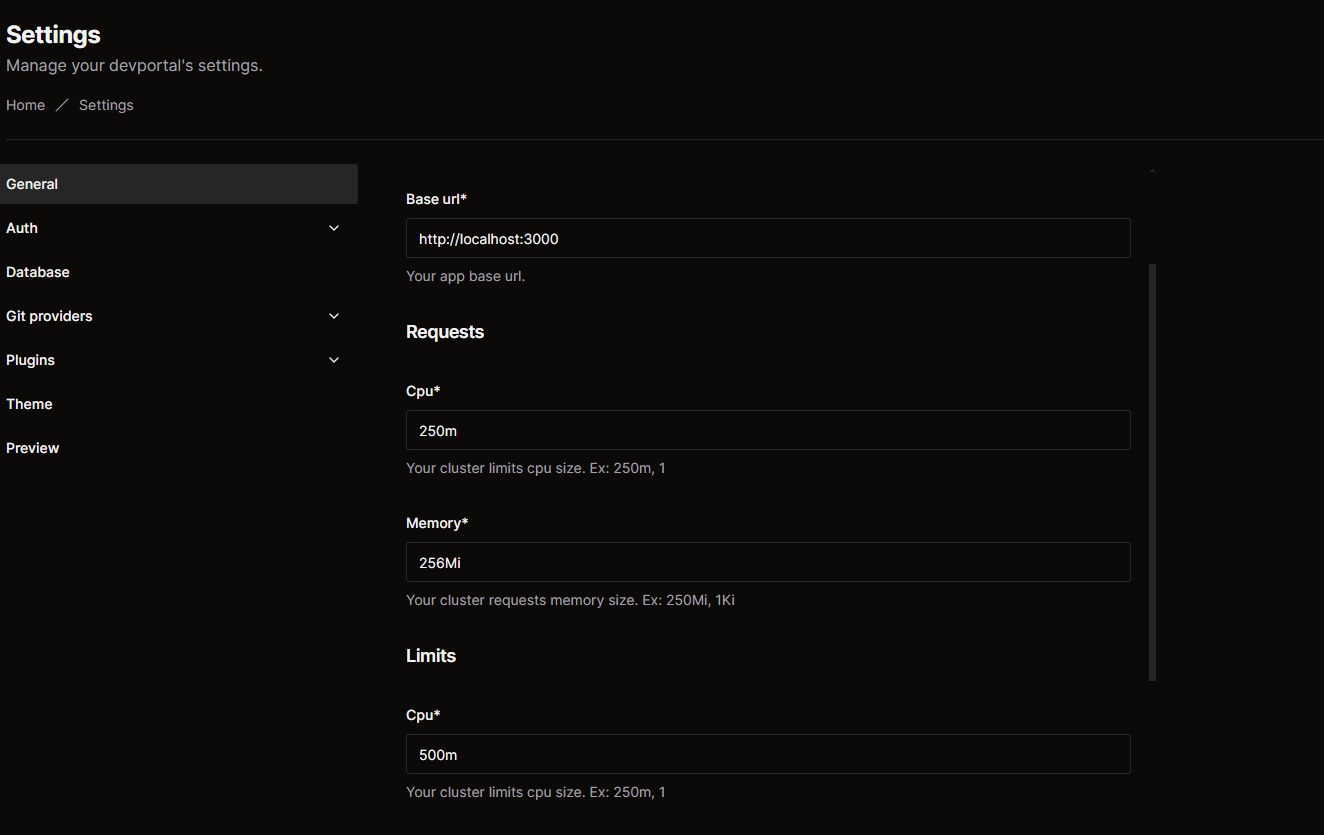 Settings
Manage your devportal's settings.
Home / Settings
General
Auth
Database
Git providers
Plugins
Theme
Preview
Base url*
http://localhost:3000
Your app base url.
Requests
Cpu*
250m
Your cluster limits cpu size. Ex: 250m, 1
Memory*
256Mi
Your cluster requests memory size. Ex: 250Mi, 1Ki
Limits
Cpu*
500m
Your cluster limits cpu size. Ex: 250m, 1